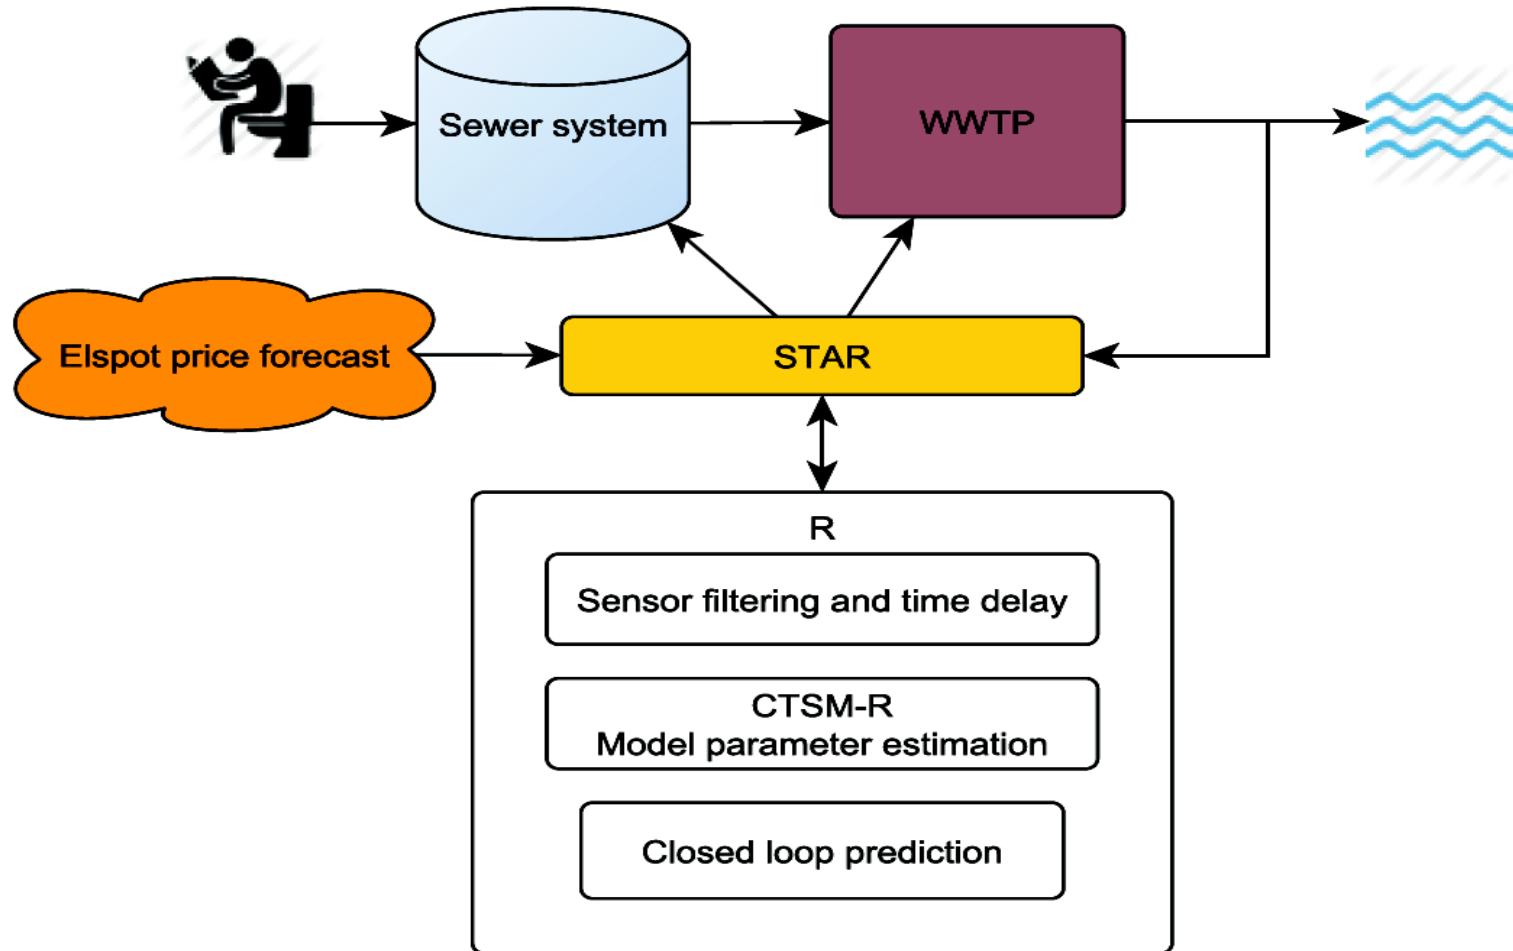 Sewer system
WWTP
Elspot price forecast
STAR
R
Sensor filtering and time delay
CTSM-R
Model parameter estimation
Closed loop prediction